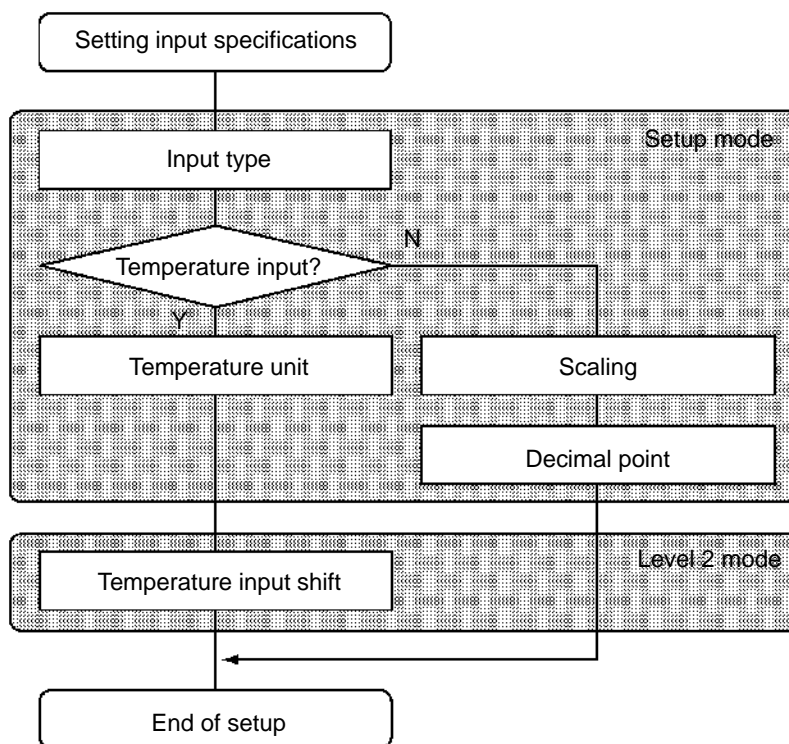 Setting input specifications
Setup mode
Input type
Temperature input?
N
Y
Temperature unit
Scaling
Decimal point
Level 2 mode
Temperature input shift
End of setup